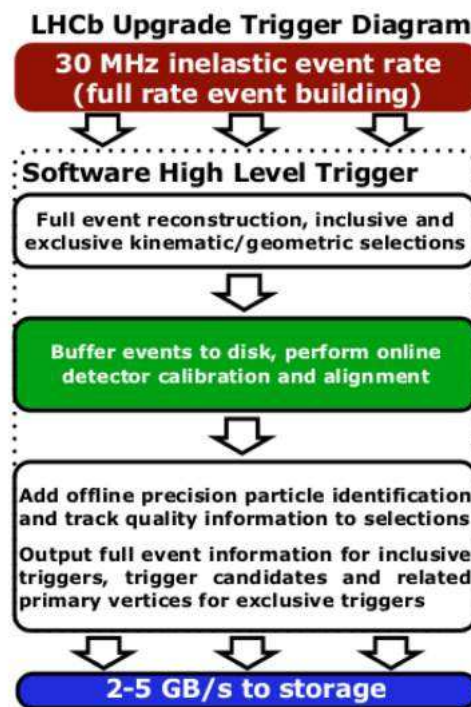 LHCb Upgrade Trigger Diagram
30 MHz inelastic event rate
(full rate event building)
Software High Level Trigger
Full event reconstruction, inclusive and
exclusive kinematic/geometric selections
Buffer events to disk, perform online
detector calibration and alignment
Add offline precision particle identification
and track quality information to selections
Output full event information for inclusive
triggers, trigger candidates and related
primary vertices for exclusive triggers
2-5 GB/s to storage